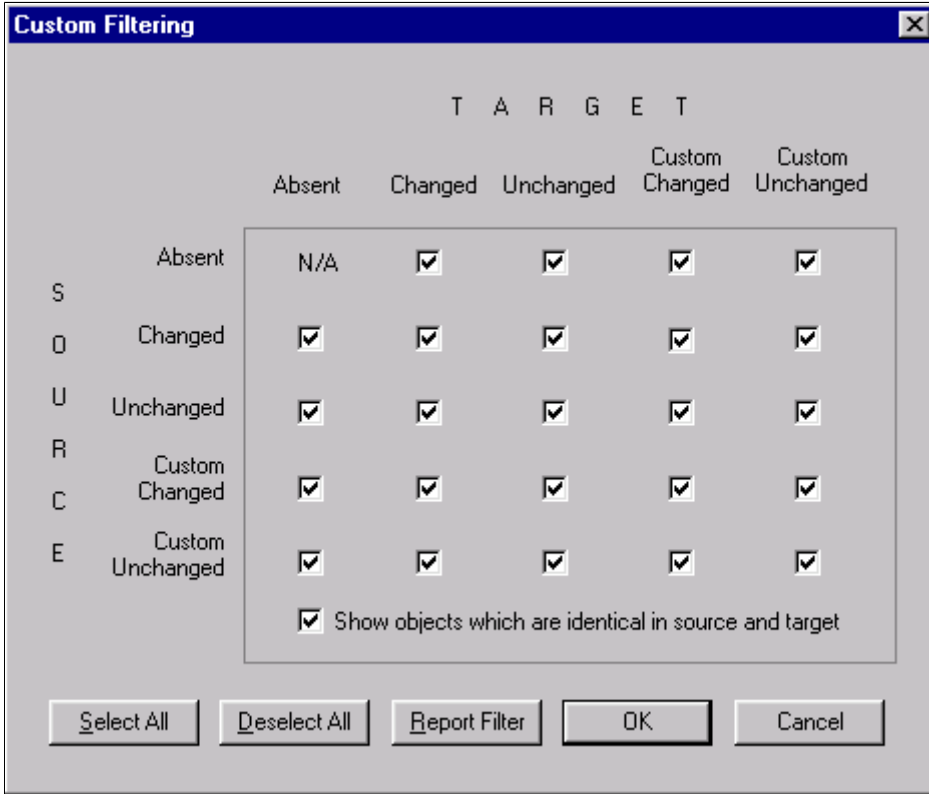 Custom Filtering
T A R G E T
Absent Changed Unchanged Custom Changed Custom Unchanged
S O U R C E
Absent N/A
Changed
Unchanged
Custom
Changed
Custom
Unchanged
Show objects which are identical in source and target
Select All Deselect All Report Filter OK Cancel